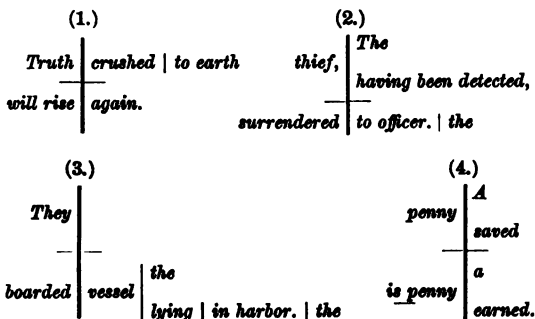 (1.)
Truth | crushed | to earth
will rise | again.
(2.)
The
thief,
having been detected,
surrendered | to officer. | the
(3.)
They
the
boarded | vessel
lying | in harbor. | the
(4.)
A
penny
saved
a
is penny
earned.